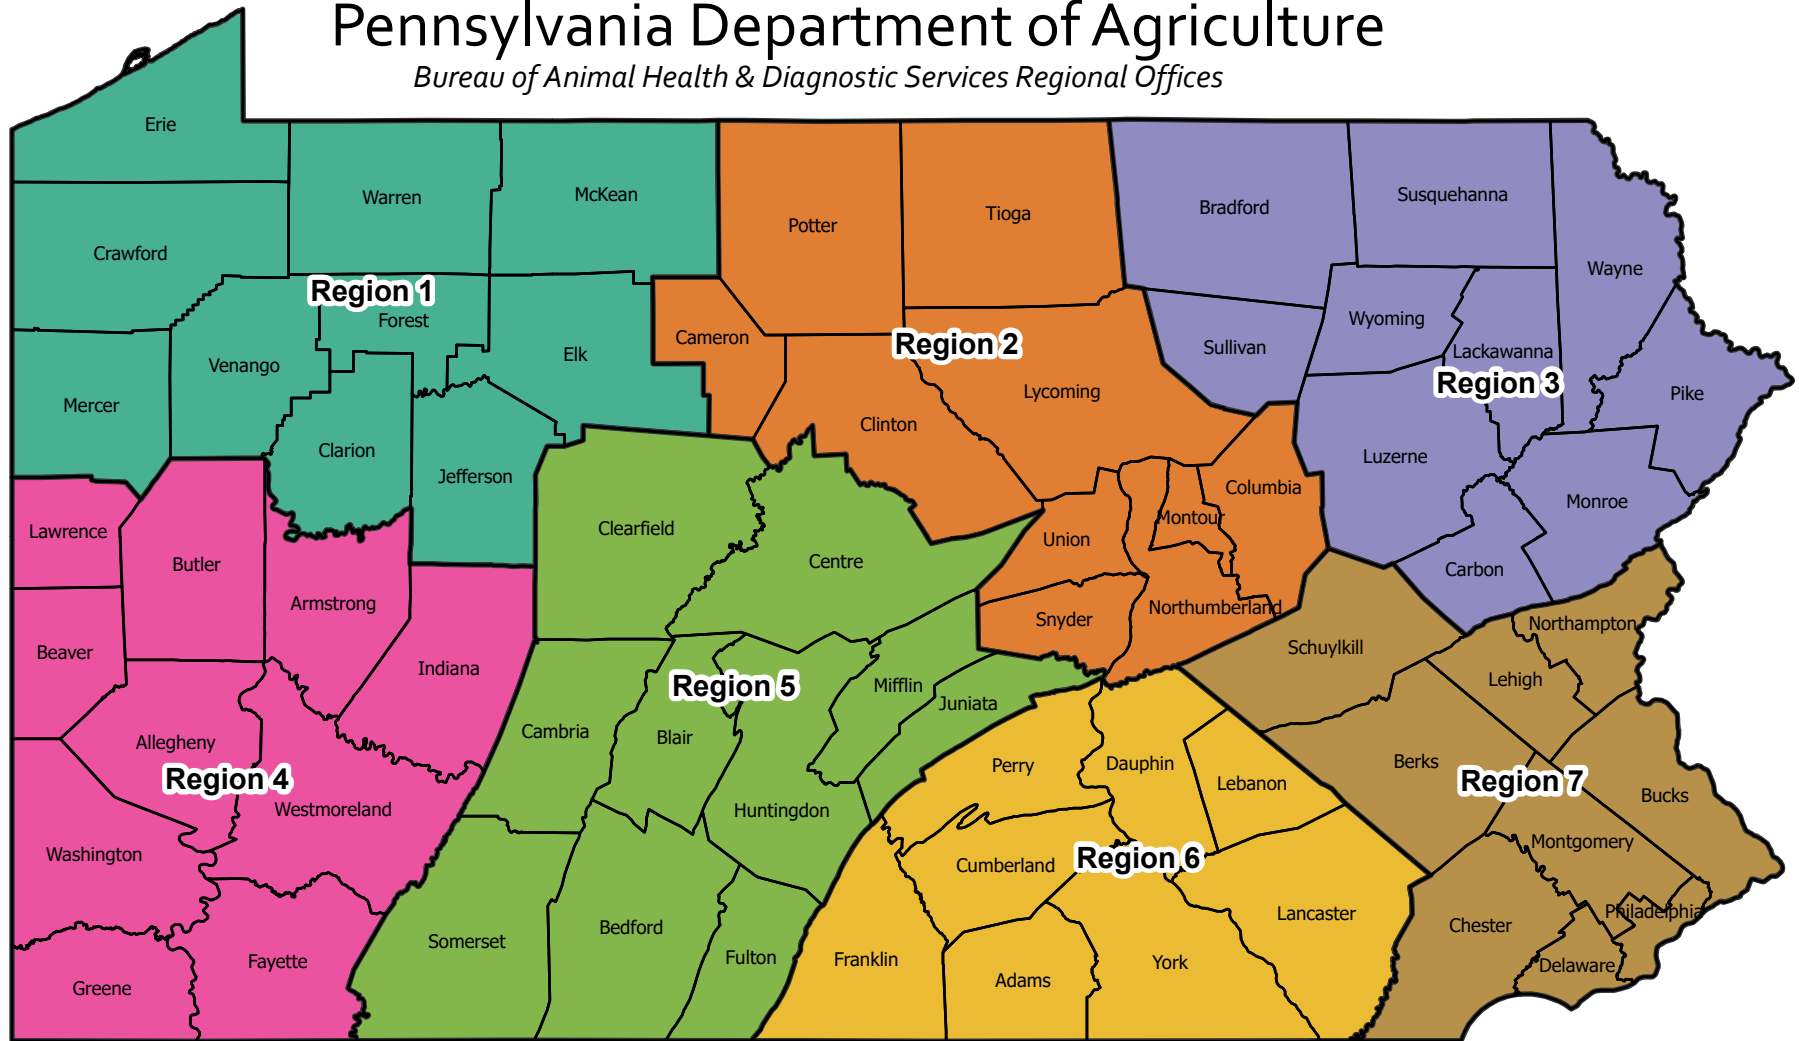 Pennsylvania Department of Agriculture
Bureau of Animal Health & Diagnostic Services Regional Offices
Erie
Warren
McKean
Crawford
Region 1
Forest
Venango
Elk
Mercer
Clarion
Jefferson
Potter
Tioga
Cameron
Region 2
Lycoming
Clinton
Columbia
Montour
Union
Northumberland
Snyder
Bradford
Susquehanna
Wayne
Wyoming
Sullivan
Lackawanna
Region 3
Pike
Luzerne
Monroe
Carbon
Lawrence
Butler
Armstrong
Beaver
Indiana
Allegheny
Region 4
Westmoreland
Washington
Fayette
Greene
Clearfield
Centre
Region 5
Mifflin
Juniata
Cambria
Blair
Huntingdon
Bedford
Somerset
Fulton
Perry
Dauphin
Lebanon
Region 6
Cumberland
Lancaster
Franklin
York
Adams
Northampton
Schuylkill
Lehigh
Berks
Region 7
Bucks
Montgomery
Philadelphia
Chester
Delaware